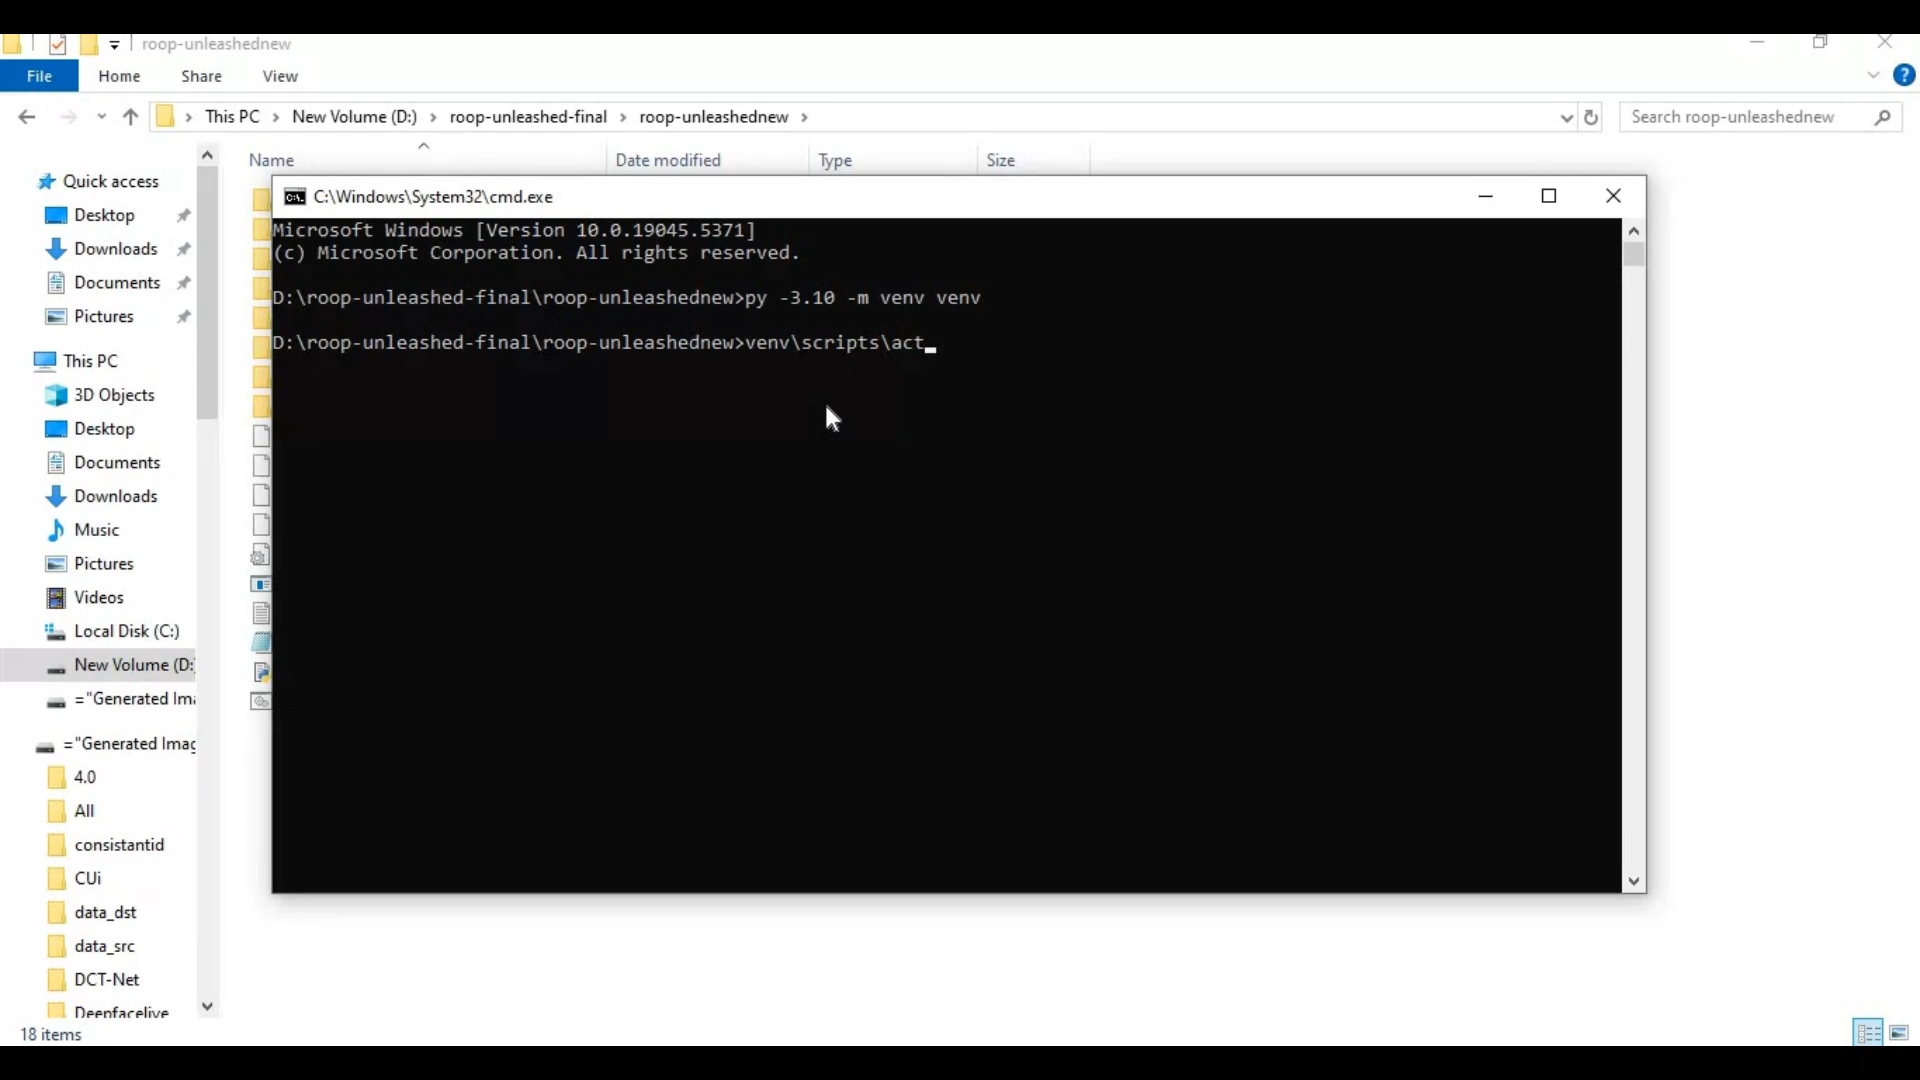 roop-unleashednew
File Home Share View
This PC New Volume (D:) roop-unleashed-final roop-unleashednew
Search roop-unleashednew
Name Date modified Type Size
Quick access
Desktop
Downloads
Documents
Pictures
This PC
3D Objects
Desktop
Documents
Downloads
Music
Pictures
Videos
Local Disk (C:)
New Volume (D:
="Generated Ima
="Generated Imag
4.0
All
consistantid
CUi
data_dst
data_src
DCT-Net
Deepfacelive
18 items
C:\Windows\System32\cmd.exe
Microsoft Windows [Version 10.0.19045.5371]
(c) Microsoft Corporation. All rights reserved.
D:\roop-unleashed-final\roop-unleashednew>py -3.10 -m venv venv
D:\roop-unleashed-final\roop-unleashednew>venv\scripts\act_